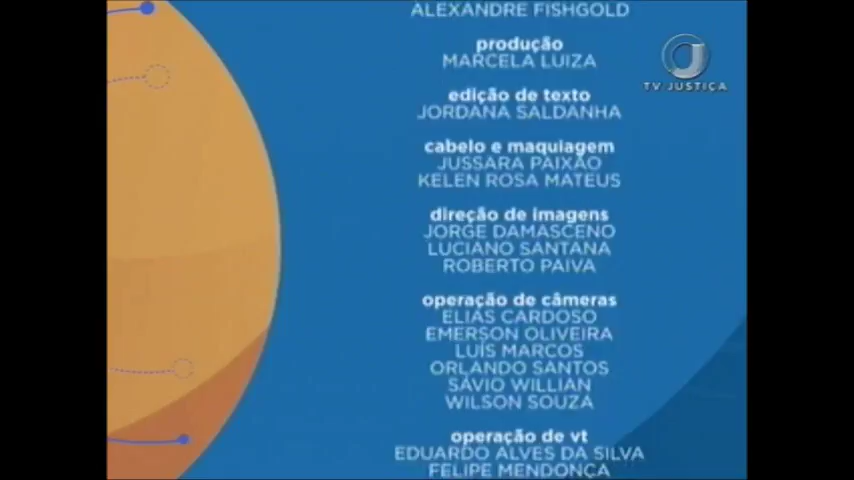 ALEXANDRE FISHGOLD
produção
MARCELA LUIZA
TV JUSTIÇA
edição de texto
JORDANA SALDANHA
cabelo e maquiagem
JUSSARA PAIXÃO
KELEN ROSA MATEUS
direção de imagens
JORGE DAMASCENO
LUCIANO SANTANA
ROBERTO PAIVA
operação de câmeras
ELIAS CARDOSO
EMERSON OLIVEIRA
LUÍS MARCOS
ORLANDO SANTOS
SÁVIO WILLIAN
WILSON SOUZA
operação de vt
EDUARDO ALVES DA SILVA
FELIPE MENDONÇA